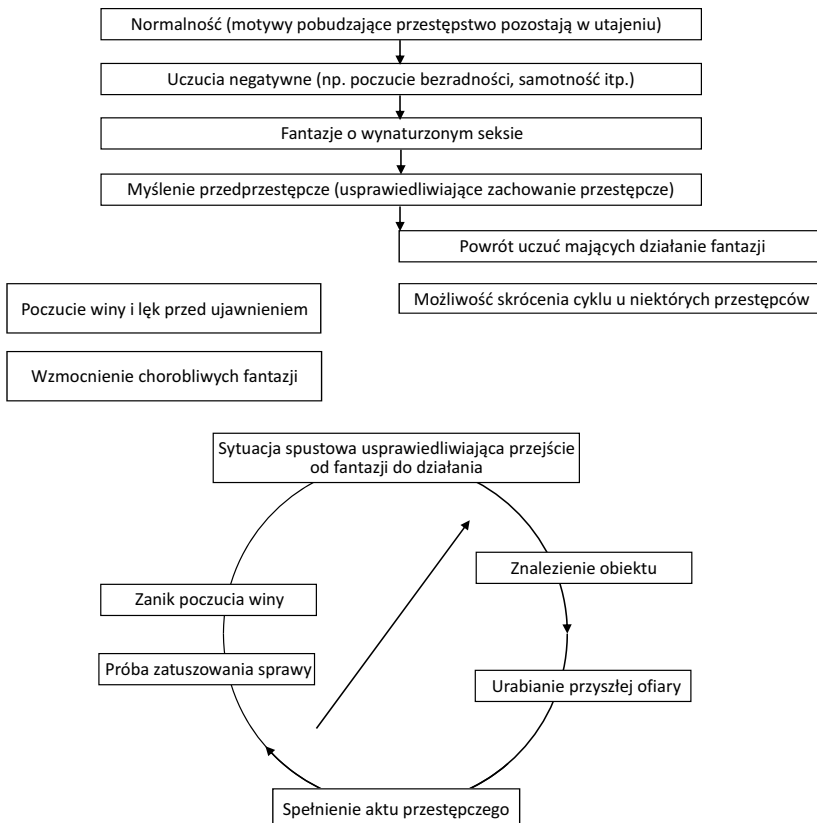 Normalność (motywy pobudzające przestępstwo pozostają w utajeniu)
Uczucia negatywne (np. poczucie bezradności, samotność itp.)
Fantazje o wynaturzonym seksie
Myślenie przedprzestępcze (usprawiedliwiające zachowanie przestępcze)
Powrót uczuć mających działanie fantazji
Poczucie winy i lęk przed ujawnieniem
Możliwość skrócenia cyklu u niektórych przestępców
Wzmocnienie chorobliwych fantazji
Sytuacja spustowa usprawiedliwiająca przejście
od fantazji do działania
Znalezienie obiektu
Zanik poczucia winy
Próba zatuszowania sprawy
Urabianie przyszłej ofiary
Spełnienie aktu przestępczego